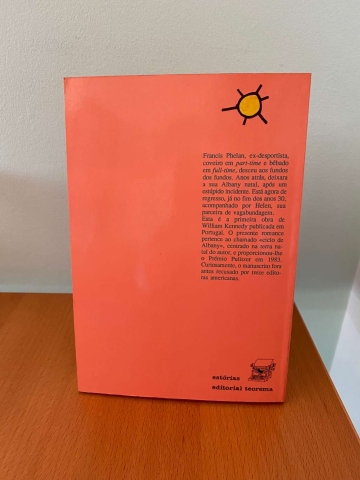 Francis Phelan, ex-desportista,
coveiro em part-time e bêbado
em full-time, desceu aos fundos
dos fundos. Anos atrás, deixara
a sua Albany natal, após um
estúpido incidente. Está agora de
regresso, já no fim dos anos 30,
acompanhado por Helen, sua
parceira de vagabundagem.
Esta é a primeira obra de
William Kennedy publicada em
Portugal. O presente romance
pertence ao chamado «ciclo de
Albany», centrado na terra na-
tal do autor, e proporcionou-lhe
o Prémio Pulitzer em 1983.
Curiosamente, o manuscrito fora
antes recusado por treze edito-
ras americanas.
estórias
editorial teorema